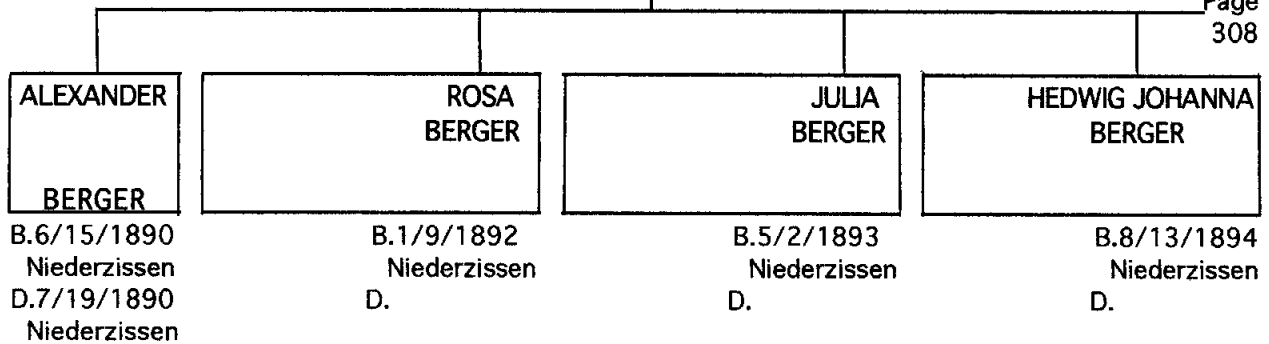 Page
308
ALEXANDER
BERGER
B.6/15/1890
Niederzissen
D.7/19/1890
Niederzissen
ROSA
BERGER
B.1/9/1892
Niederzissen
D.
JULIA
BERGER
B.5/2/1893
Niederzissen
D.
HEDWIG JOHANNA
BERGER
B.8/13/1894
Niederzissen
D.